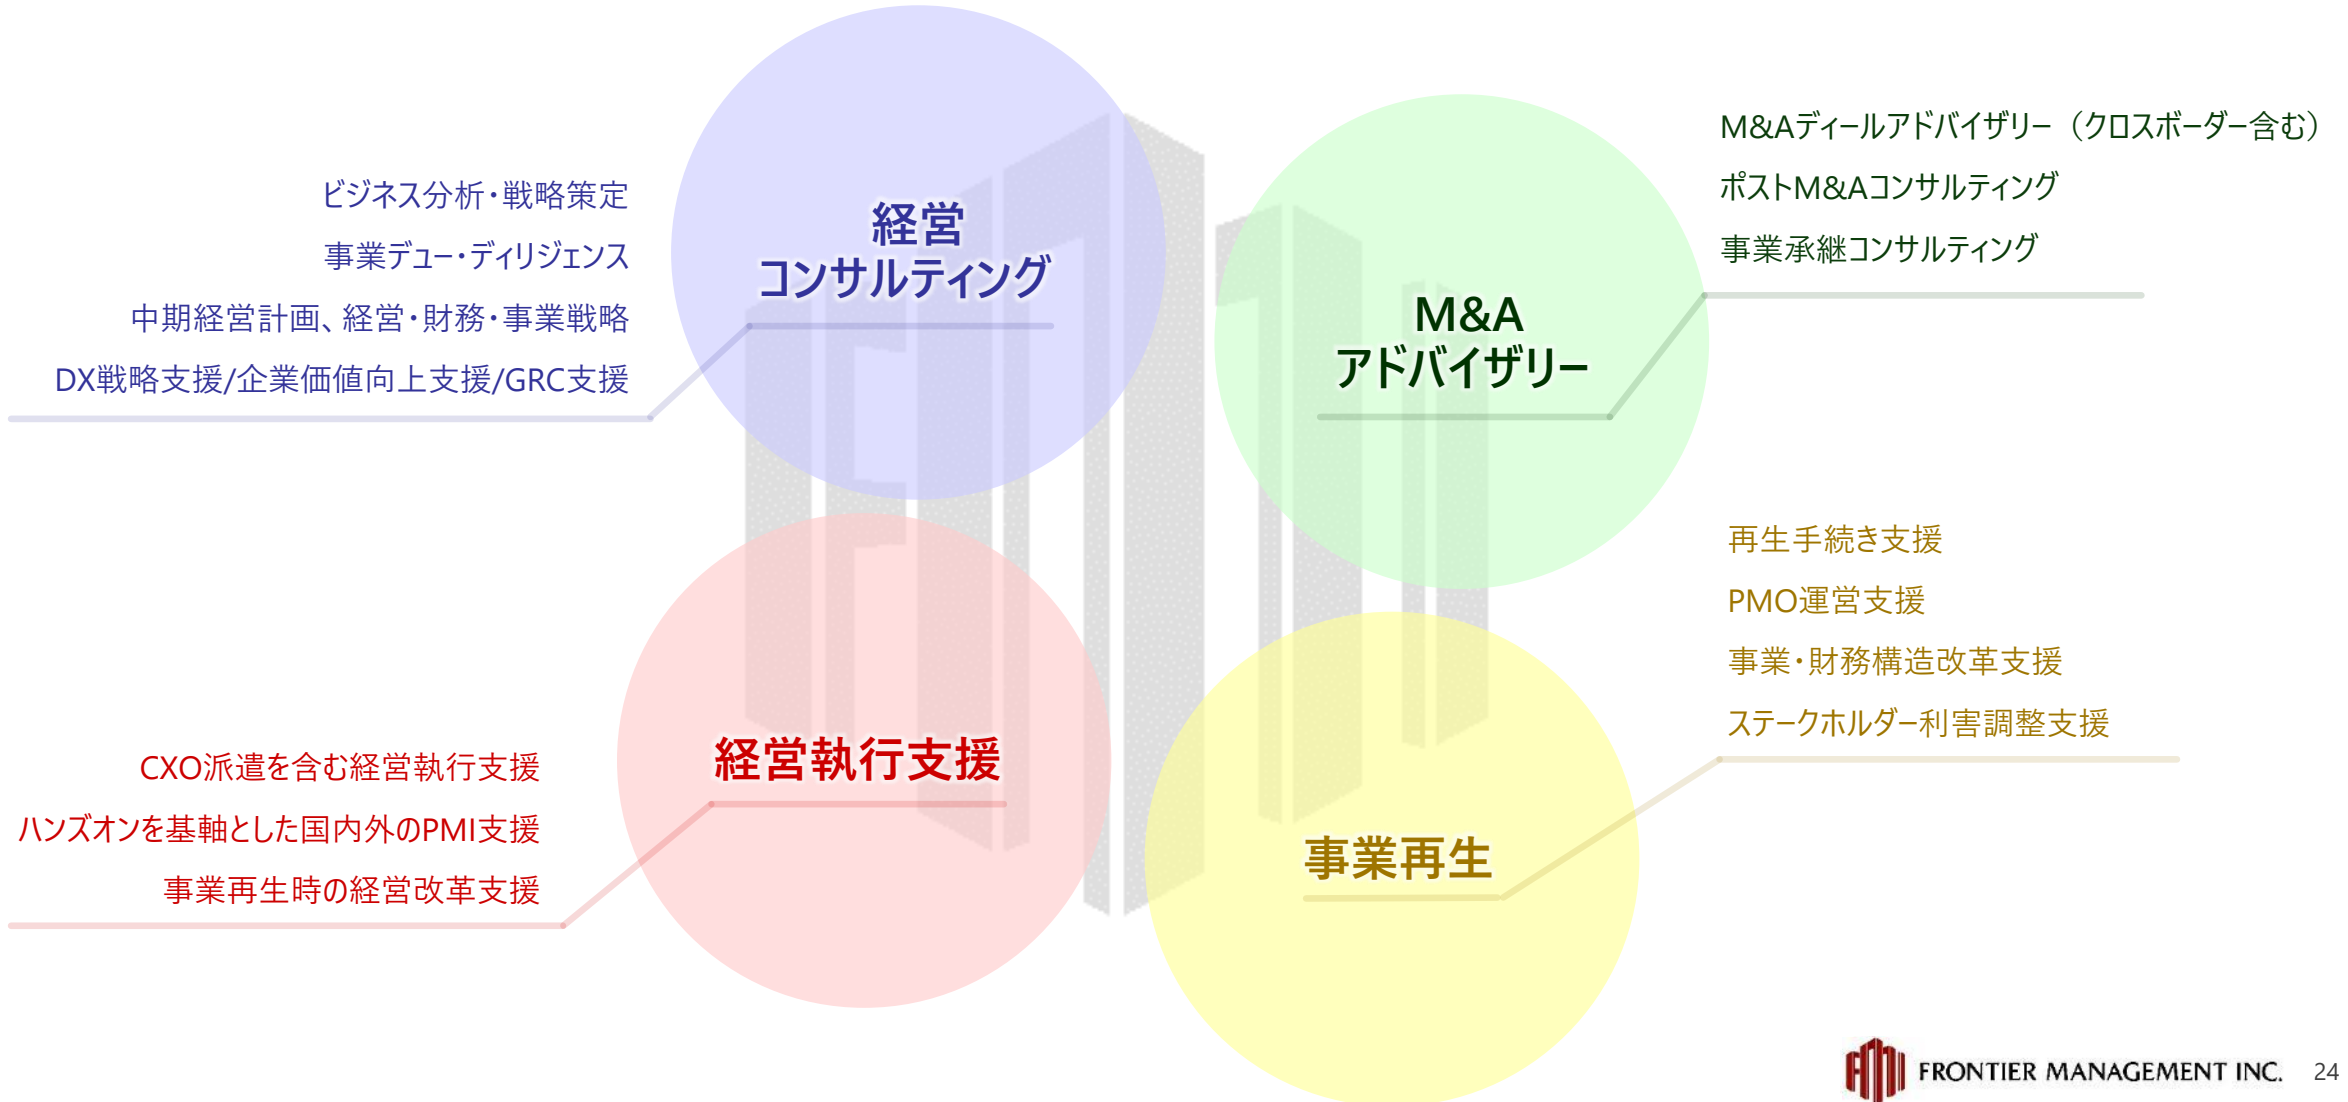 経営
コンサルティング
ビジネス分析・戦略策定
事業デュー・ディリジェンス
中期経営計画、経営・財務・事業戦略
DX戦略支援/企業価値向上支援/GRC支援
M&A
アドバイザリー
M&Aディールアドバイザリー（クロスボーダー含む）
ポストM&Aコンサルティング
事業承継コンサルティング
経営執行支援
CXO派遣を含む経営執行支援
ハンズオンを基軸とした国内外のPMI支援
事業再生時の経営改革支援
事業再生
再生手続き支援
PMO運営支援
事業・財務構造改革支援
ステークホルダー利害調整支援
FRONTIER MANAGEMENT INC.
24